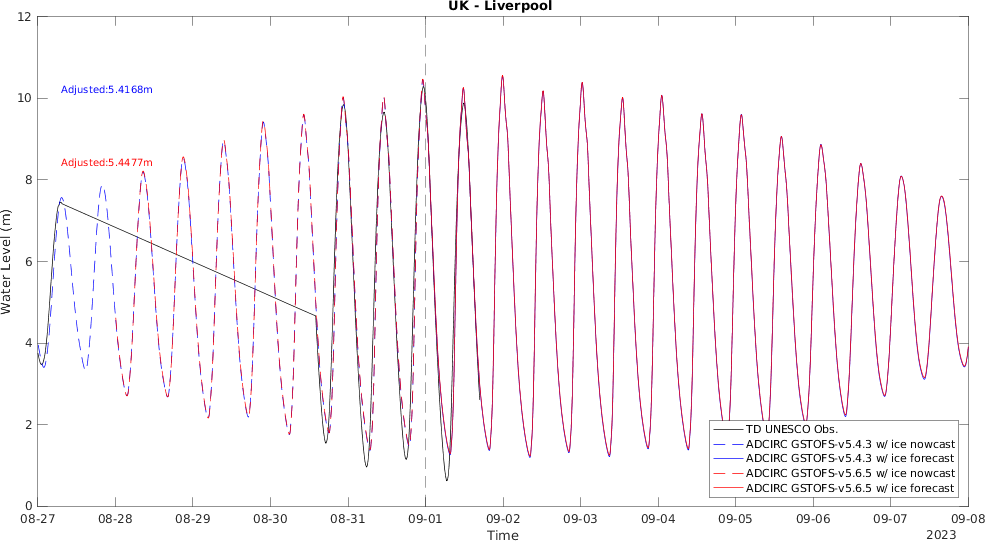 UK - Liverpool
12
10
8
6
4
2
0
Water Level (m)
Adjusted:5.4168m
Adjusted:5.4477m
TD UNESCO Obs.
ADCIRC GSTOFS-v5.4.3 w/ ice nowcast
ADCIRC GSTOFS-v5.4.3 w/ ice forecast
ADCIRC GSTOFS-v5.6.5 w/ ice nowcast
ADCIRC GSTOFS-v5.6.5 w/ ice forecast
08-27 08-28 08-29 08-30 08-31 09-01 09-02 09-03 09-04 09-05 09-06 09-07 09-08
Time
2023